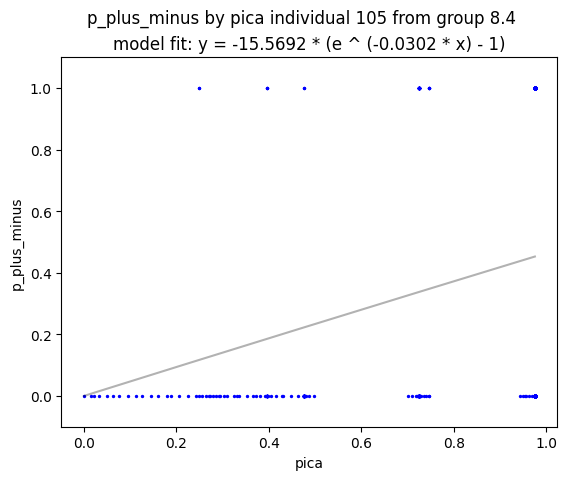 p_plus_minus by pica individual 105 from group 8.4
model fit: y = -15.5692 * (e ^ (-0.0302 * x) - 1)
1.0
0.8
0.6
0.4
0.2
0.0
p_plus_minus
0.0 0.2 0.4 0.6 0.8 1.0
pica